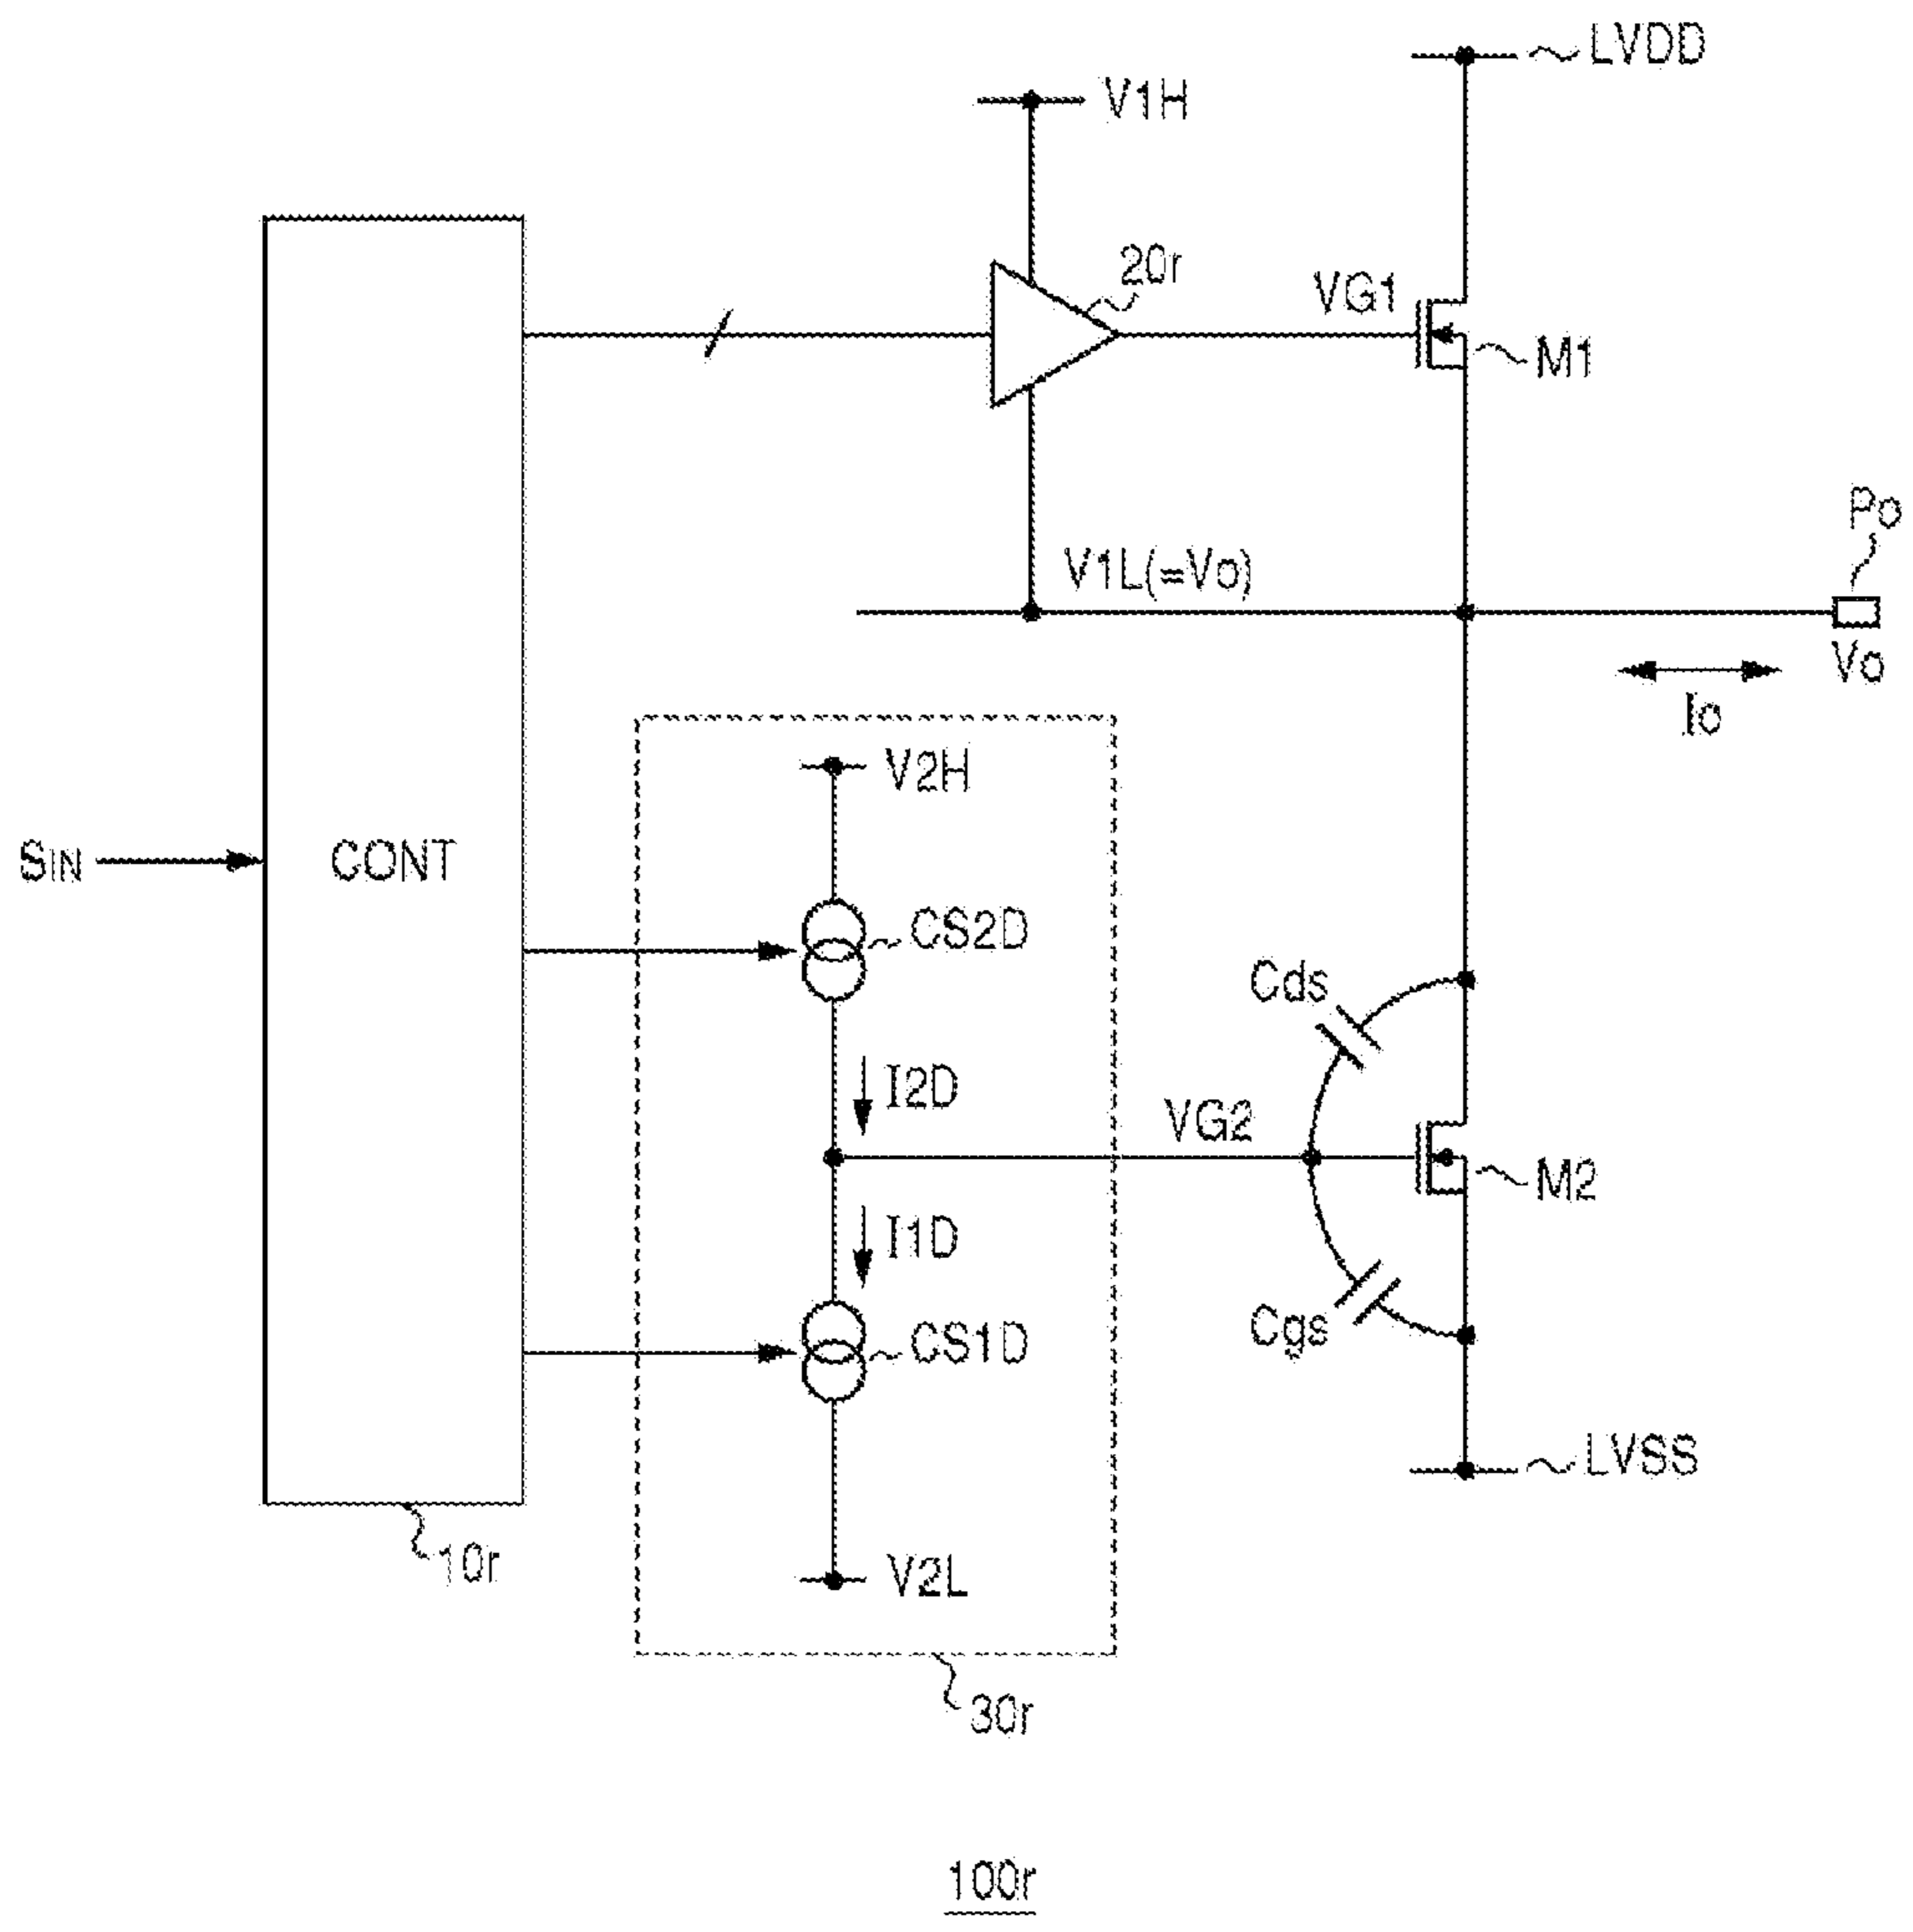 LVDD
V1H
20r
VG1
M1
Po
V1L(=Vo)
Vo
Io
V2H
SIN
CONT
CS2D
Cds
I2D
VG2
M2
I1D
Cgs
CS1D
LVSS
10r
V2L
30r
100r